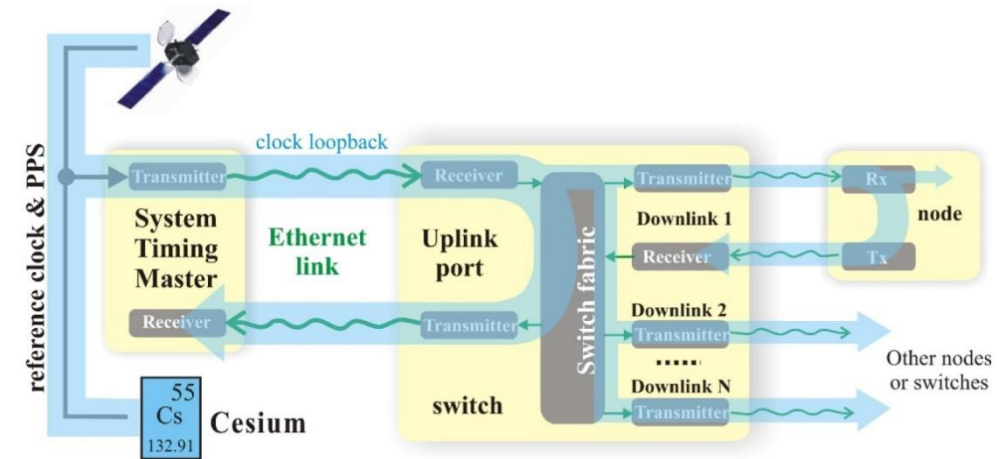 reference clock & PPS
clock loopback
Transmitter
System
Timing
Master
Receiver
Ethernet
link
Receiver
Uplink
port
Transmitter
switch
Switch fabric
Transmitter
Downlink 1
Receiver
Downlink 2
Transmitter
Downlink N
Transmitter
Rx
node
Tx
Other nodes
or switches
55
Cs
132.91
Cesium